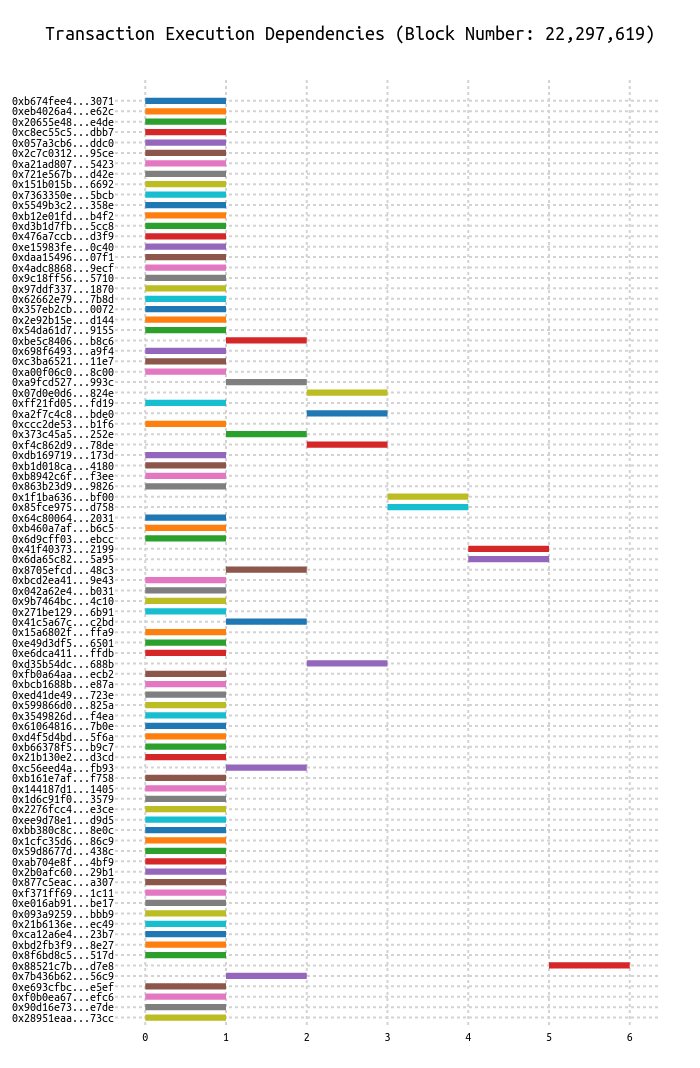 Transaction Execution Dependencies (Block Number: 22,297,619)
0xb674fee4...3071
0xeb4026a4...e62c
0x20655e48...e4de
0xc8ec55c5...dbb7
0x057a3cb6...ddc0
0x2c7c0312...95ce
0xa21ad807...5423
0x721e567b...d42e
0x151b015b...6692
0x7363350e...5bcb
0x5549b3c2...358e
0xb12e01fd...b4f2
0xd3b1d7fb...5cc8
0x476a7ccb...d3f9
0xe15983fe...0c40
0xdaa15496...07f1
0x4adc8868...9ecf
0x9c18ff56...5710
0x97ddf337...1870
0x62662e79...7b8d
0x357eb2cb...0072
0x2e92b15e...d144
0x54da61d7...9155
0xbe5c8406...b8c6
0x698f6493...a9f4
0xc3ba6521...11e7
0xa00f06c0...8c00
0xa9fcd527...993c
0x07d0e0d6...824e
0xff21fd05...fd19
0xa2f7c4c8...bde0
0xccc2de53...b1f6
0x373c45a5...252e
0xf4c862d9...78de
0xdb169719...173d
0xb1d018ca...4180
0xb8942c6f...f3ee
0x863b23d9...9826
0x1f1ba636...bf00
0x85fce975...d758
0x64c80064...2031
0xb460a7af...b6c5
0x6d9cff03...ebcc
0x41f40373...2199
0x6da65c82...5a95
0x8705efcd...48c3
0xbcd2ea41...9e43
0x042a62e4...b031
0x9b7464bc...4c10
0x271be129...6b91
0x41c5a67c...c2bd
0x15a6802f...ffa9
0xe49d3df5...6501
0xe6dca411...ffdb
0xd35b54dc...688b
0xfb0a64aa...ecb2
0xbcb1688b...e87a
0xed41de49...723e
0x599866d0...825a
0x3549826d...f4ea
0x61064816...7b0e
0xd4f5d4bd...5f6a
0xb66378f5...b9c7
0x21b130e2...d3cd
0xc56eed4a...fb93
0xb161e7af...f758
0x144187d1...1405
0x1d6c91f0...3579
0x2276fcc4...e3ce
0xee9d78e1...d9d5
0xbb380c8c...8e0c
0x1cfc35d6...86c9
0x59d8677d...438c
0xab704e8f...4bf9
0x2b0afc60...29b1
0x877c5eac...a307
0xf371ff69...1c11
0xe016ab91...be17
0x093a9259...bbb9
0x21b6136e...ec49
0xca12a6e4...23b7
0xbd2fb3f9...8e27
0x8f6bd8c5...517d
0x88521c7b...d7e8
0x7b436b62...56c9
0xe693cfbc...e5ef
0xf0b0ea67...efc6
0x90d16e73...e7de
0x28951eaa...73cc
0 1 2 3 4 5 6